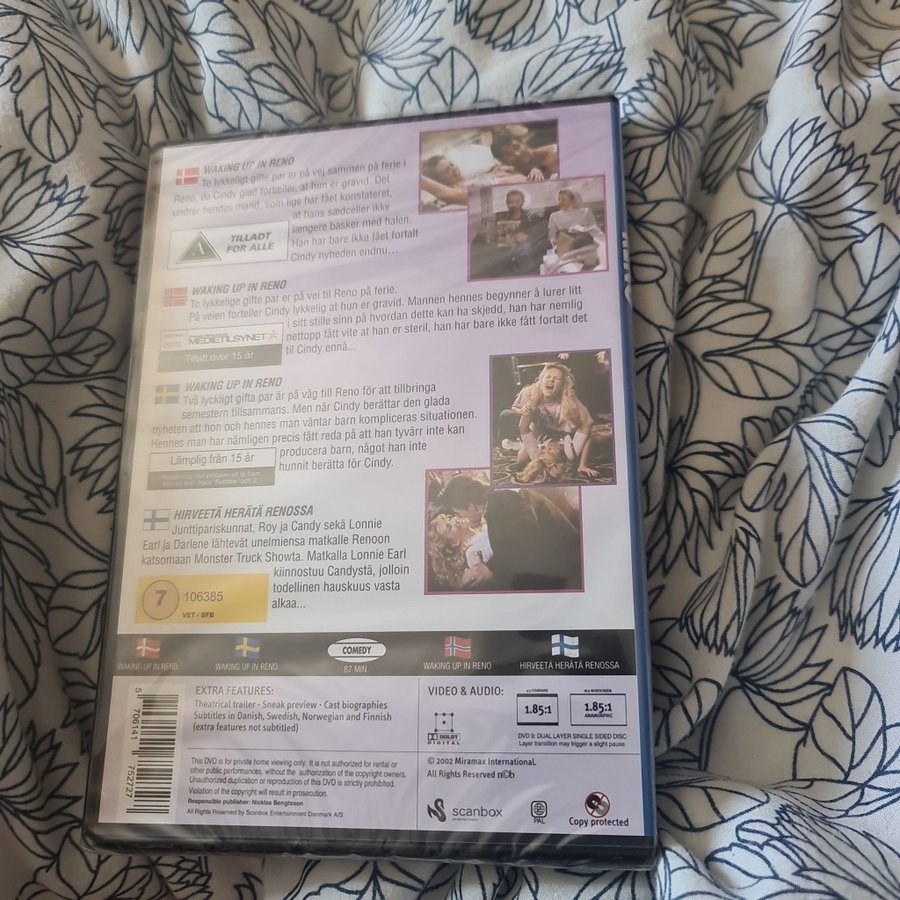 WAKING UP IN RENO
To lykkeligt gifte par er på vej sammen på ferie i
Reno, da Cindy glad fortæller, at hun er gravid. Det
undrer hendes mand, som lige har fået konstateret,
at hans sædceller ikke
længere basker med halen.
Han har bare ikke fået fortalt
Cindy nyheden endnu...
A
TILLADT
FOR ALLE
WAKING UP IN RENO
To lykkelige gifte par er på vei til Reno på ferie.
På veien forteller Cindy lykkelig at hun er gravid. Mannen hennes begynner å lurer litt
i sitt stille sinn på hvordan dette kan ha skjedd, han har nemlig
nettopp fått vite at han er steril, han har bare ikke fått fortalt det
til Cindy ennå...
MEDIETILSYNET
Tillatt over 15 år
WAKING UP IN RENO
Två lyckligt gifta par är på väg till Reno för att tillbringa
semestern tillsammans. Men när Cindy berättar den glada
nyheten att hon och hennes man väntar barn kompliceras situationen.
Hennes man har nämligen precis fått reda på att han tyvärr inte kan
producera barn, något han inte
hunnit berätta för Cindy.
Lämplig från 15 år
HIRVEETÄ HERÄTÄ RENOSSA
Junttipariskunnat, Roy ja Candy sekä Lonnie
Earl ja Darlene lähtevät unelmiensa matkalle Renoon
katsomaan Monster Truck Showta. Matkalla Lonnie Earl
kiinnostuu Candystä, jolloin
todellinen hauskuus vasta
alkaa...
7
106385
VET / SFB
WAKING UP IN RENO
WAKING UP IN RENO
COMEDY
87 MIN.
WAKING UP IN RENO
HIRVEETÄ HERÄTÄ RENOSSA
5 706141 752727
EXTRA FEATURES:
Theatrical trailer · Sneak preview · Cast biographies
Subtitles in Danish, Swedish, Norwegian and Finnish
(extra features not subtitled)
This DVD is for private home viewing only. It is not authorized for rental or
other public performances, without the authorization of the copyright owners.
Unauthorized duplication or reproduction of this DVD is strictly prohibited.
Violation of the copyright will result in prosecution.
Responsible publisher: Nicklas Bengtsson
All Rights Reserved by Scanbox Entertainment Denmark A/S
VIDEO & AUDIO:
DOLBY
DIGITAL
1.85:1
1.85:1
ANAMORPHIC
DVD 9: DUAL LAYER SINGLE SIDED DISC
Layer transition may trigger a slight pause.
© 2002 Miramax International.
All Rights Reserved
scanbox
PAL
Copy protected